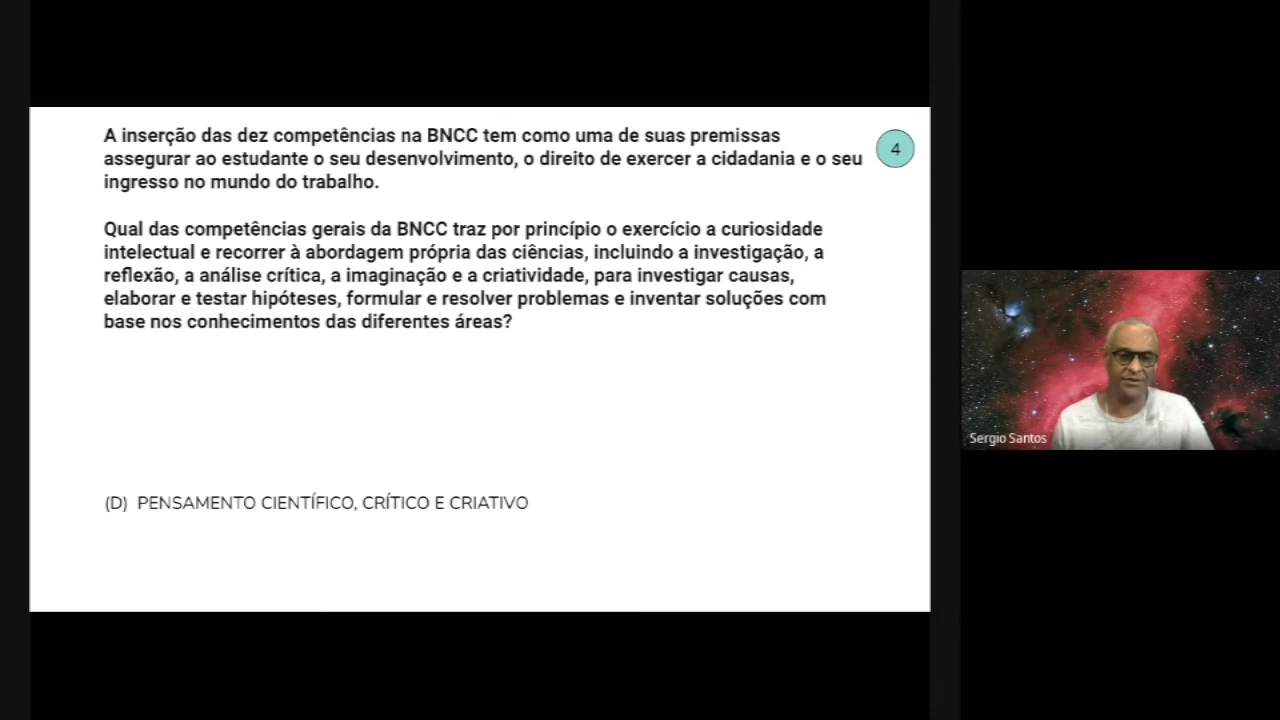 A inserção das dez competências na BNCC tem como uma de suas premissas
assegurar ao estudante o seu desenvolvimento, o direito de exercer a cidadania e o seu
ingresso no mundo do trabalho.
4
Qual das competências gerais da BNCC traz por princípio o exercício a curiosidade
intelectual e recorrer à abordagem própria das ciências, incluindo a investigação, a
reflexão, a análise crítica, a imaginação e a criatividade, para investigar causas,
elaborar e testar hipóteses, formular e resolver problemas e inventar soluções com
base nos conhecimentos das diferentes áreas?
(D) PENSAMENTO CIENTÍFICO, CRÍTICO E CRIATIVO
Sergio Santos